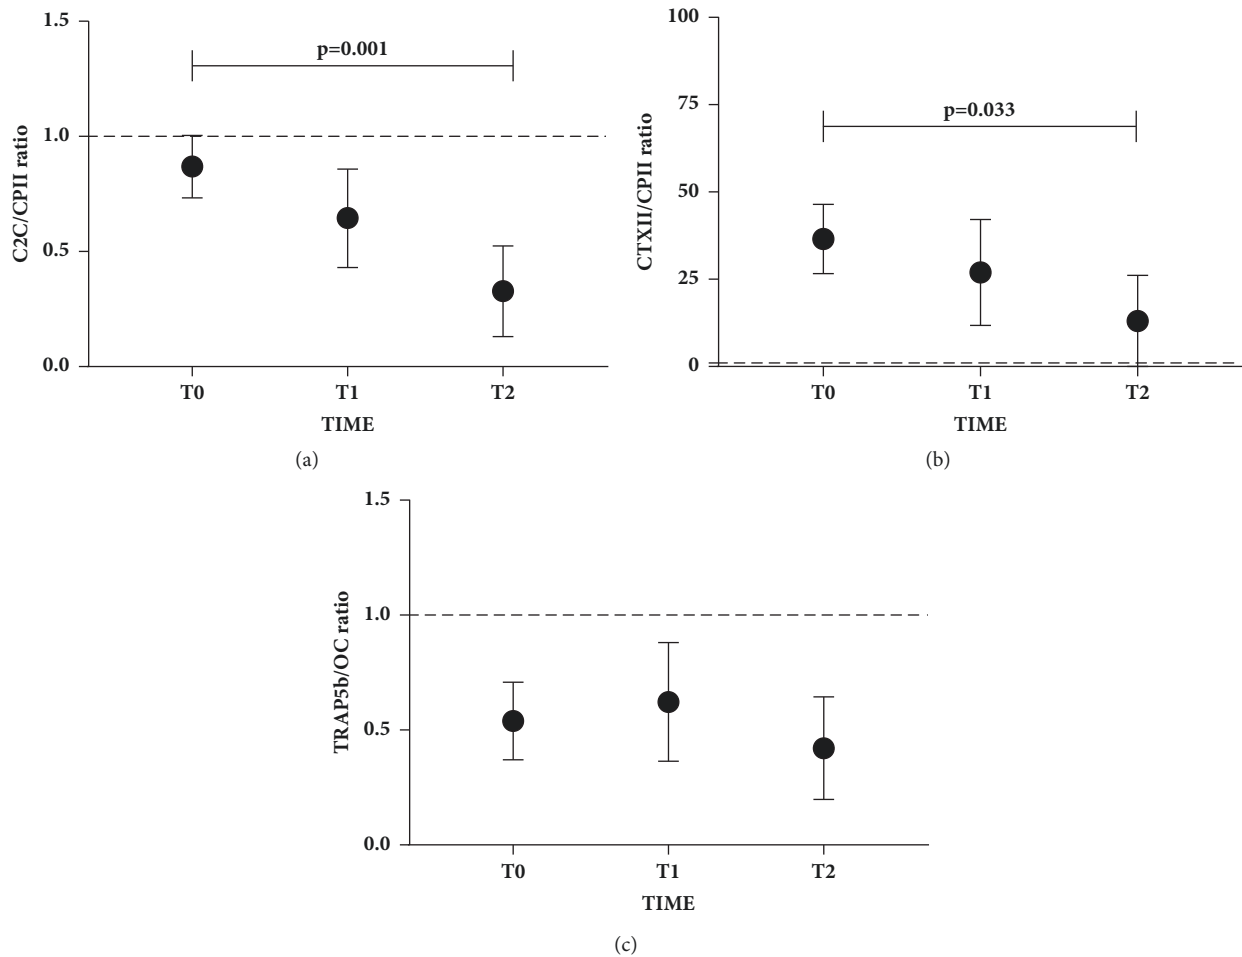 1.5
p=0.001
1.0
0.5
0.0
C2C/CPII ratio
T0 T1 T2
TIME
(a)
100
p=0.033
75
50
25
0
CTXII/CPII ratio
T0 T1 T2
TIME
(b)
1.5
1.0
0.5
0.0
TRAP5b/OC ratio
T0 T1 T2
TIME
(c)